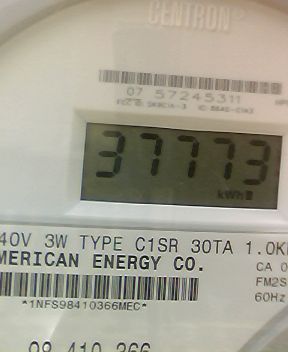 CENTRON®
07 57245311
37773
kWh
40V 3W TYPE C1SR 30TA 1.0K
MERICAN ENERGY CO.
CA 0
FM2S
60Hz
*1NFS98410366MEC*
98 410 366